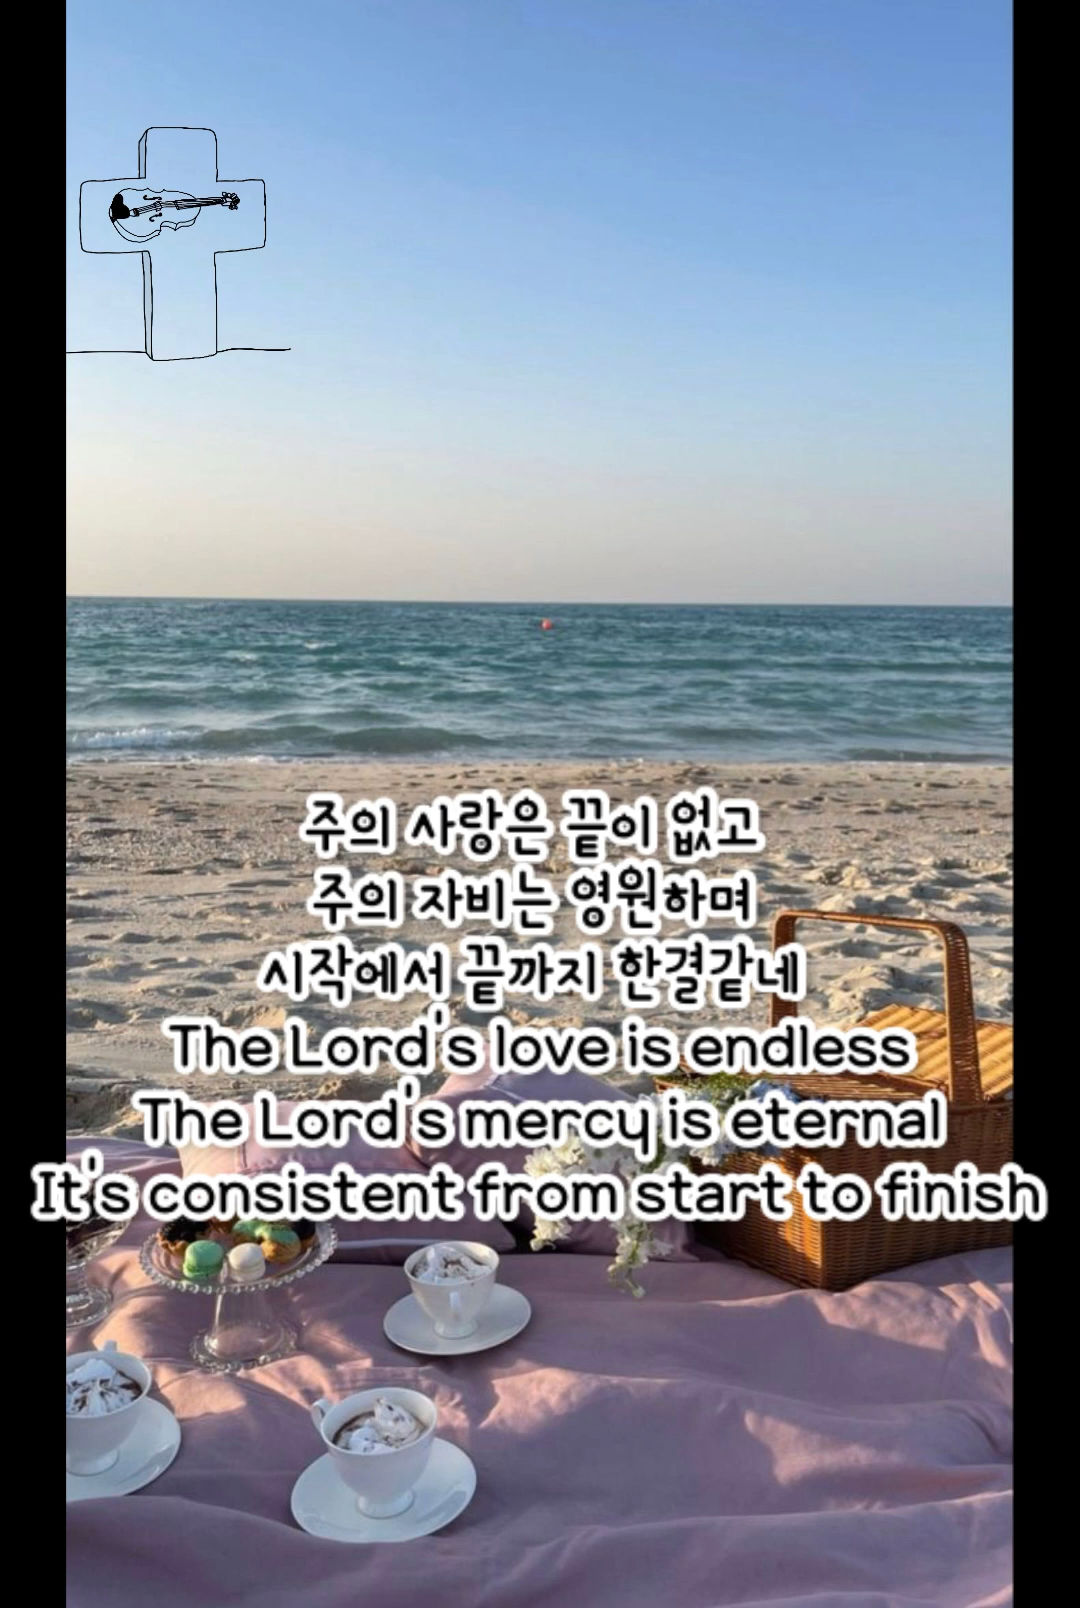 주의 사랑은 끝이 없고
주의 자비는 영원하며
시작에서 끝까지 한결같네
The Lord's love is endless
The Lord's mercy is eternal
It's consistent from start to finish